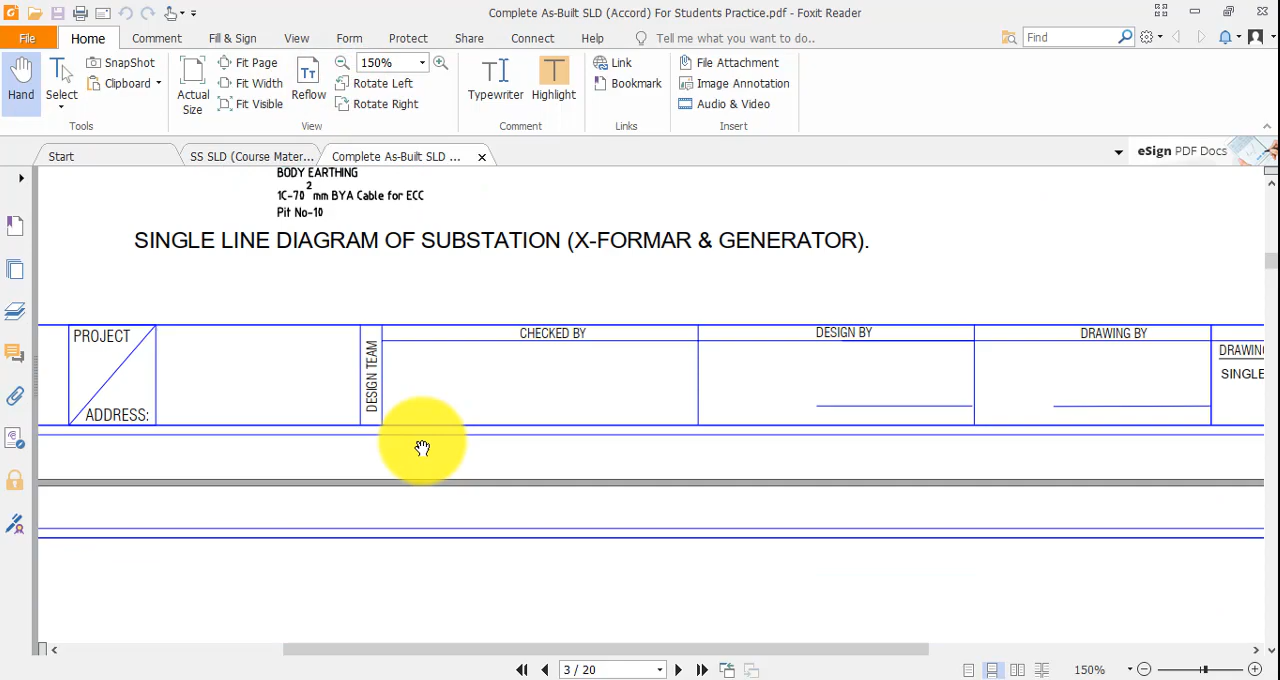 Complete As-Built SLD (Accord) For Students Practice.pdf - Foxit Reader
File Home Comment Fill & Sign View Form Protect Share Connect Help Tell me what you want to do.. Find
Hand
Select
SnapShot
Clipboard
Tools
Actual
Size
Fit Page
Fit Width
Fit Visible
Reflow
150%
Rotate Left
Rotate Right
View
Typewriter
Highlight
Comment
Link
Bookmark
Links
File Attachment
Image Annotation
Audio & Video
Insert
Start SS SLD (Course Mater... Complete As-Built SLD ... eSign PDF Docs
BODY EARTHING
1C-70 2 mm BYA Cable for ECC
Pit No-10
SINGLE LINE DIAGRAM OF SUBSTATION (X-FORMAR & GENERATOR).
PROJECT
ADDRESS:
DESIGN TEAM
CHECKED BY
DESIGN BY
DRAWING BY
DRAWING
SINGLE
3 / 20
150%